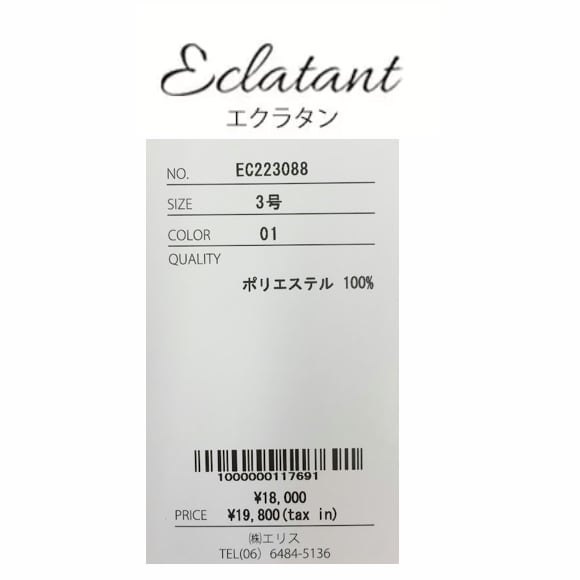 Eclatant
エクラタン
NO. EC223088
SIZE 3号
COLOR 01
QUALITY
ポリエステル 100%
1000000117691
¥18,000
PRICE ¥19,800(tax in)
㈱エリス
TEL(06) 6484-5136